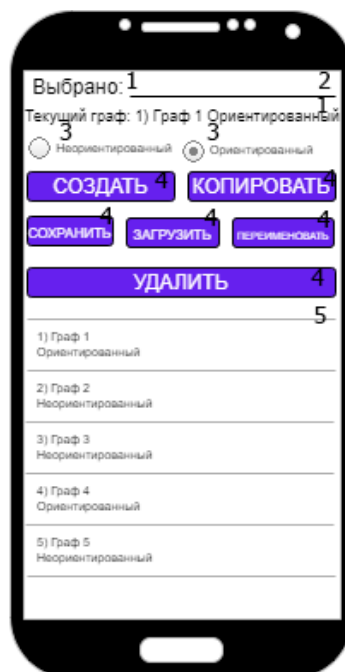 Выбрано: 1 2
1
Текущий граф: 1) Граф 1 Ориентированный
3 3
Неориентированный Ориентированный
СОЗДАТЬ 4 КОПИРОВАТЬ 4
4 4 4
СОХРАНИТЬ ЗАГРУЗИТЬ ПЕРЕИМЕНОВАТЬ
УДАЛИТЬ 4
5
1) Граф 1
Ориентированный
2) Граф 2
Неориентированный
3) Граф 3
Неориентированный
4) Граф 4
Ориентированный
5) Граф 5
Неориентированный